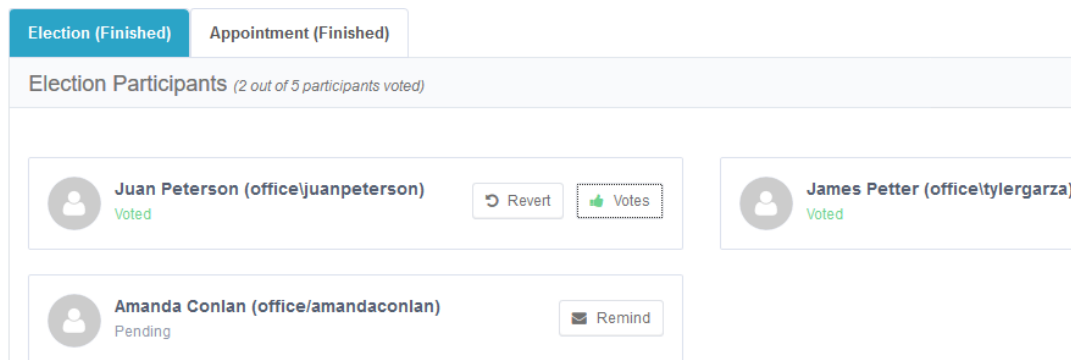 Election (Finished) Appointment (Finished)
Election Participants (2 out of 5 participants voted)
Juan Peterson (office\juanpeterson)
Voted
Revert
Votes
James Petter (office\tylergarza)
Voted
Amanda Conlan (office/amandaconlan)
Pending
Remind